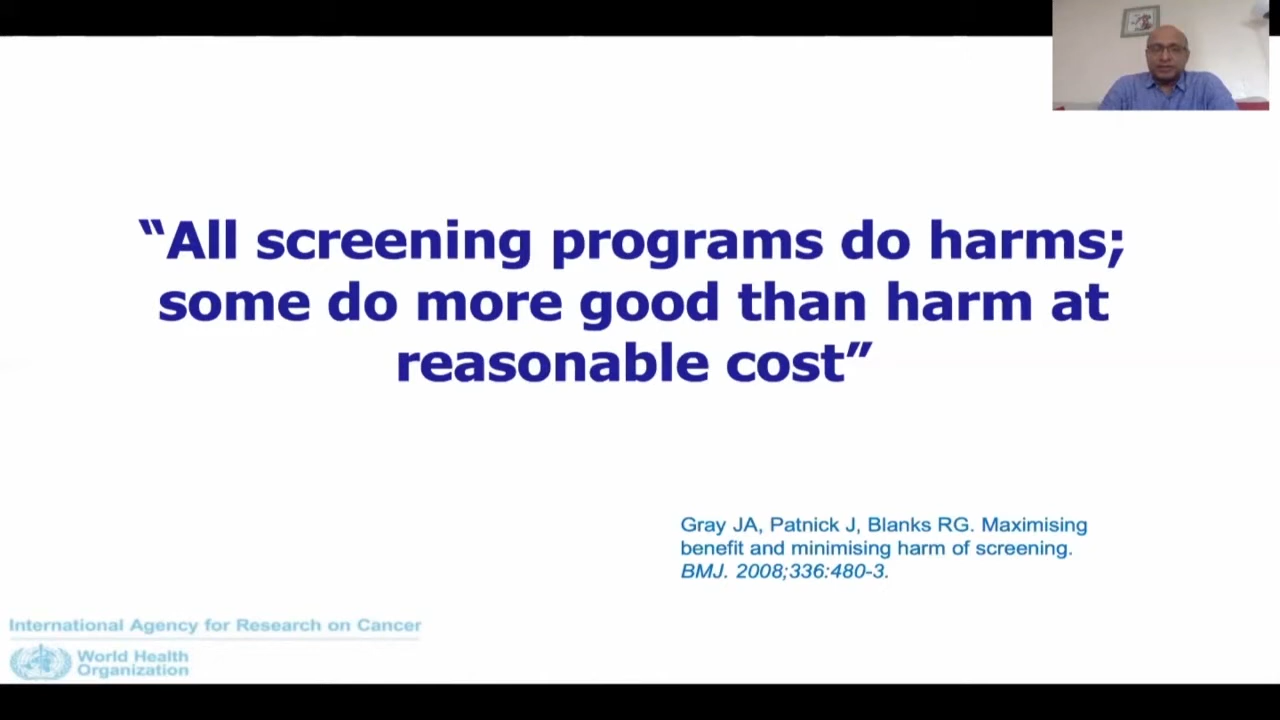 “All screening programs do harms;
some do more good than harm at
reasonable cost”
Gray JA, Patnick J, Blanks RG. Maximising
benefit and minimising harm of screening.
BMJ. 2008;336:480-3.
International Agency for Research on Cancer
World Health
Organization